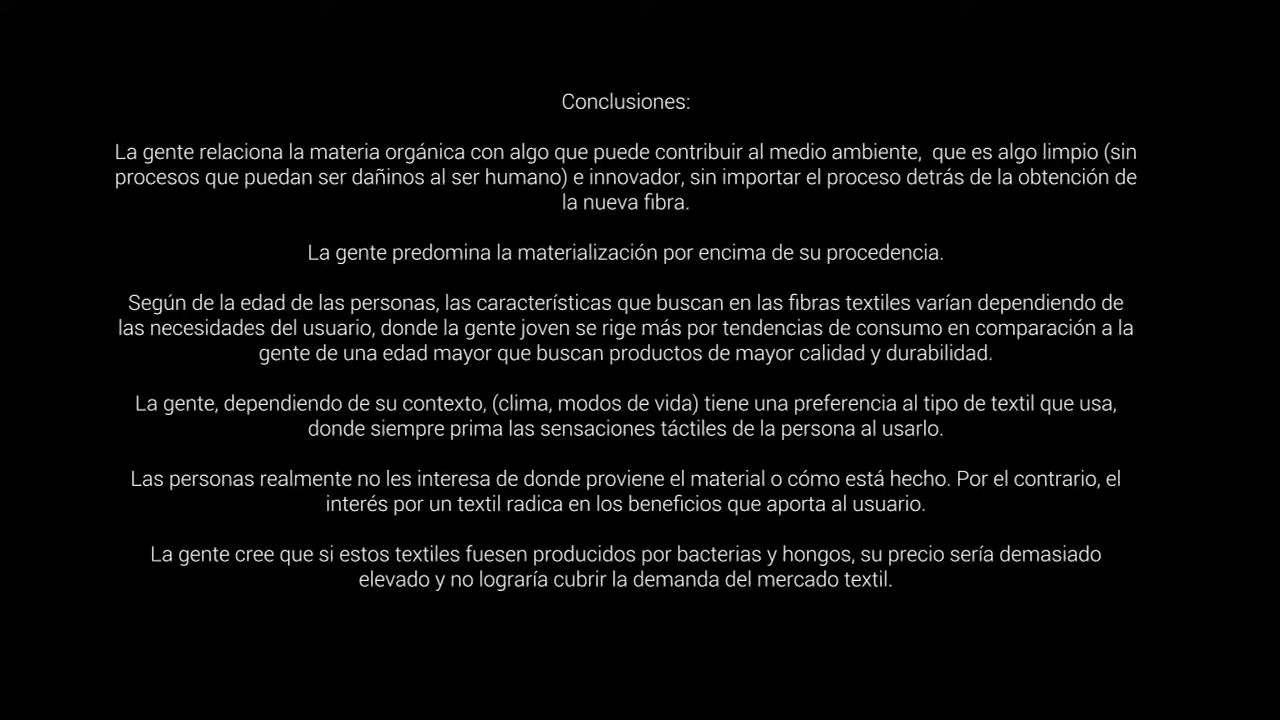 Conclusiones:
La gente relaciona la materia orgánica con algo que puede contribuir al medio ambiente,  que es algo limpio (sin
procesos que puedan ser dañinos al ser humano) e innovador, sin importar el proceso detrás de la obtención de
la nueva fibra.
La gente predomina la materialización por encima de su procedencia.
Según de la edad de las personas, las características que buscan en las fibras textiles varían dependiendo de
las necesidades del usuario, donde la gente joven se rige más por tendencias de consumo en comparación a la
gente de una edad mayor que buscan productos de mayor calidad y durabilidad.
La gente, dependiendo de su contexto, (clima, modos de vida) tiene una preferencia al tipo de textil que usa,
donde siempre prima las sensaciones táctiles de la persona al usarlo.
Las personas realmente no les interesa de donde proviene el material o cómo está hecho. Por el contrario, el
interés por un textil radica en los beneficios que aporta al usuario.
La gente cree que si estos textiles fuesen producidos por bacterias y hongos, su precio sería demasiado
elevado y no lograría cubrir la demanda del mercado textil.